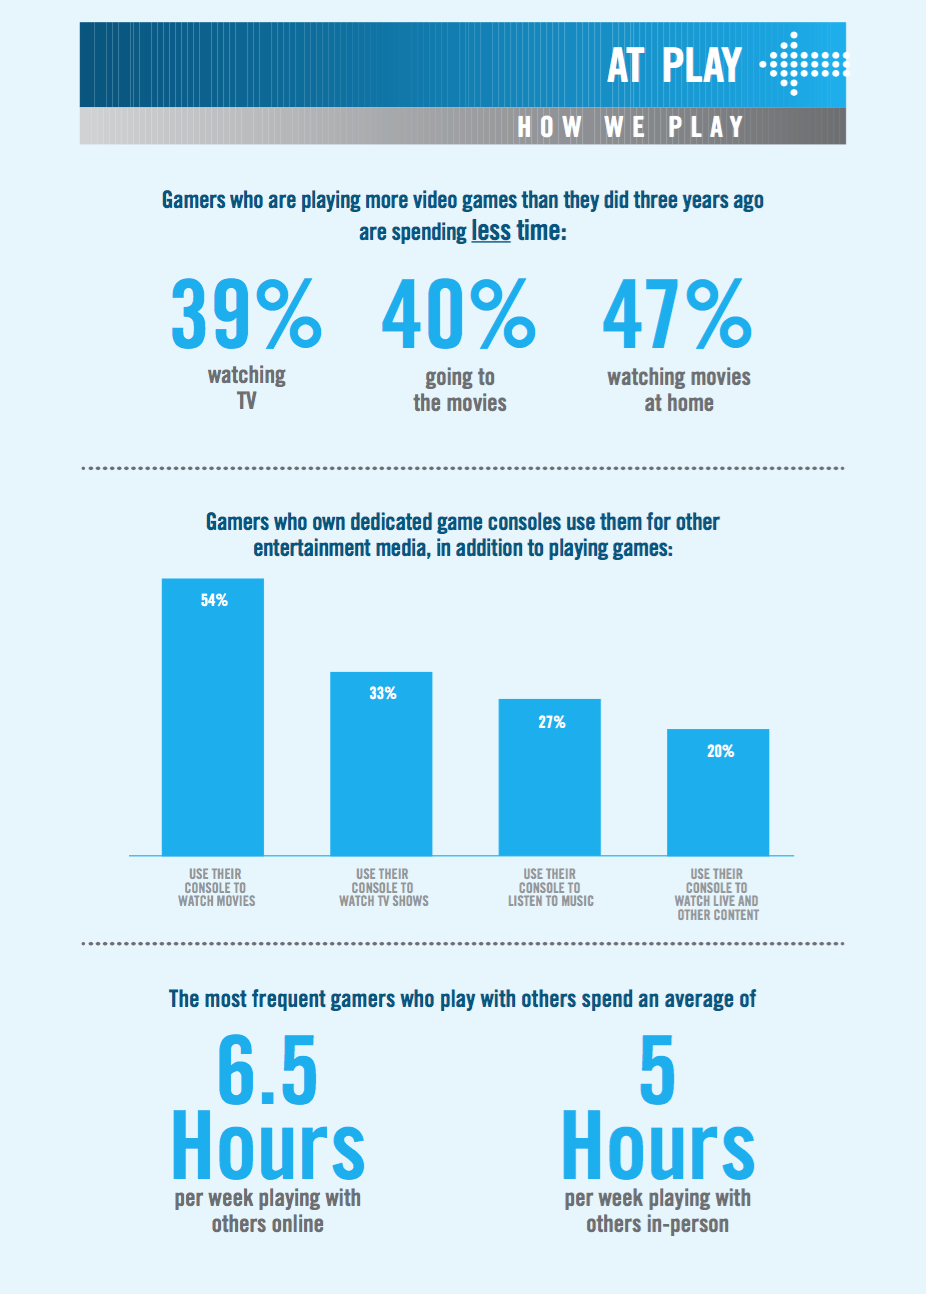 AT PLAY
HOW WE PLAY
Gamers who are playing more video games than they did three years ago
are spending less time:
39%
watching
TV
40%
going to
the movies
47%
watching movies
at home
Gamers who own dedicated game consoles use them for other
entertainment media, in addition to playing games:
54%
33%
27%
20%
USE THEIR
CONSOLE TO
WATCH MOVIES
USE THEIR
CONSOLE TO
WATCH TV SHOWS
USE THEIR
CONSOLE TO
LISTEN TO MUSIC
USE THEIR
CONSOLE TO
WATCH LIVE AND
OTHER CONTENT
The most frequent gamers who play with others spend an average of
6.5
Hours
per week playing with
others online
5
Hours
per week playing with
others in-person